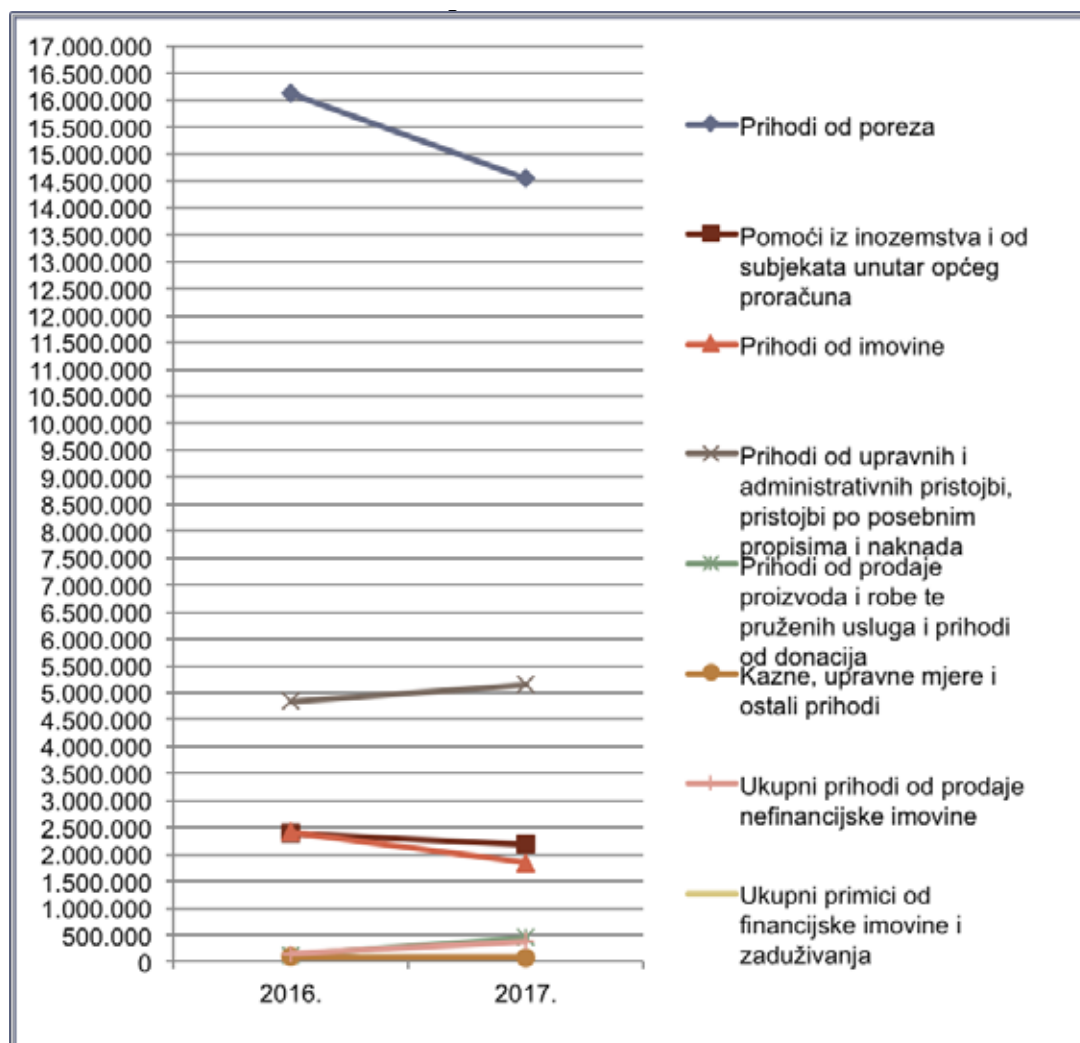 17.000.000
16.500.000
16.000.000
15.500.000
15.000.000
14.500.000
14.000.000
13.500.000
13.000.000
12.500.000
12.000.000
11.500.000
11.000.000
10.500.000
10.000.000
9.500.000
9.000.000
8.500.000
8.000.000
7.500.000
7.000.000
6.500.000
6.000.000
5.500.000
5.000.000
4.500.000
4.000.000
3.500.000
3.000.000
2.500.000
2.000.000
1.500.000
1.000.000
500.000
0
2016.
2017.
Prihodi od poreza
Pomoći iz inozemstva i od
subjekata unutar općeg
proračuna
Prihodi od imovine
Prihodi od upravnih i
administrativnih pristojbi,
pristojbi po posebnim
propisima i naknada
Prihodi od prodaje
proizvoda i robe te
pruženih usluga i prihodi
od donacija
Kazne, upravne mjere i
ostali prihodi
Ukupni prihodi od prodaje
nefinancijske imovine
Ukupni primici od
financijske imovine i
zaduživanja